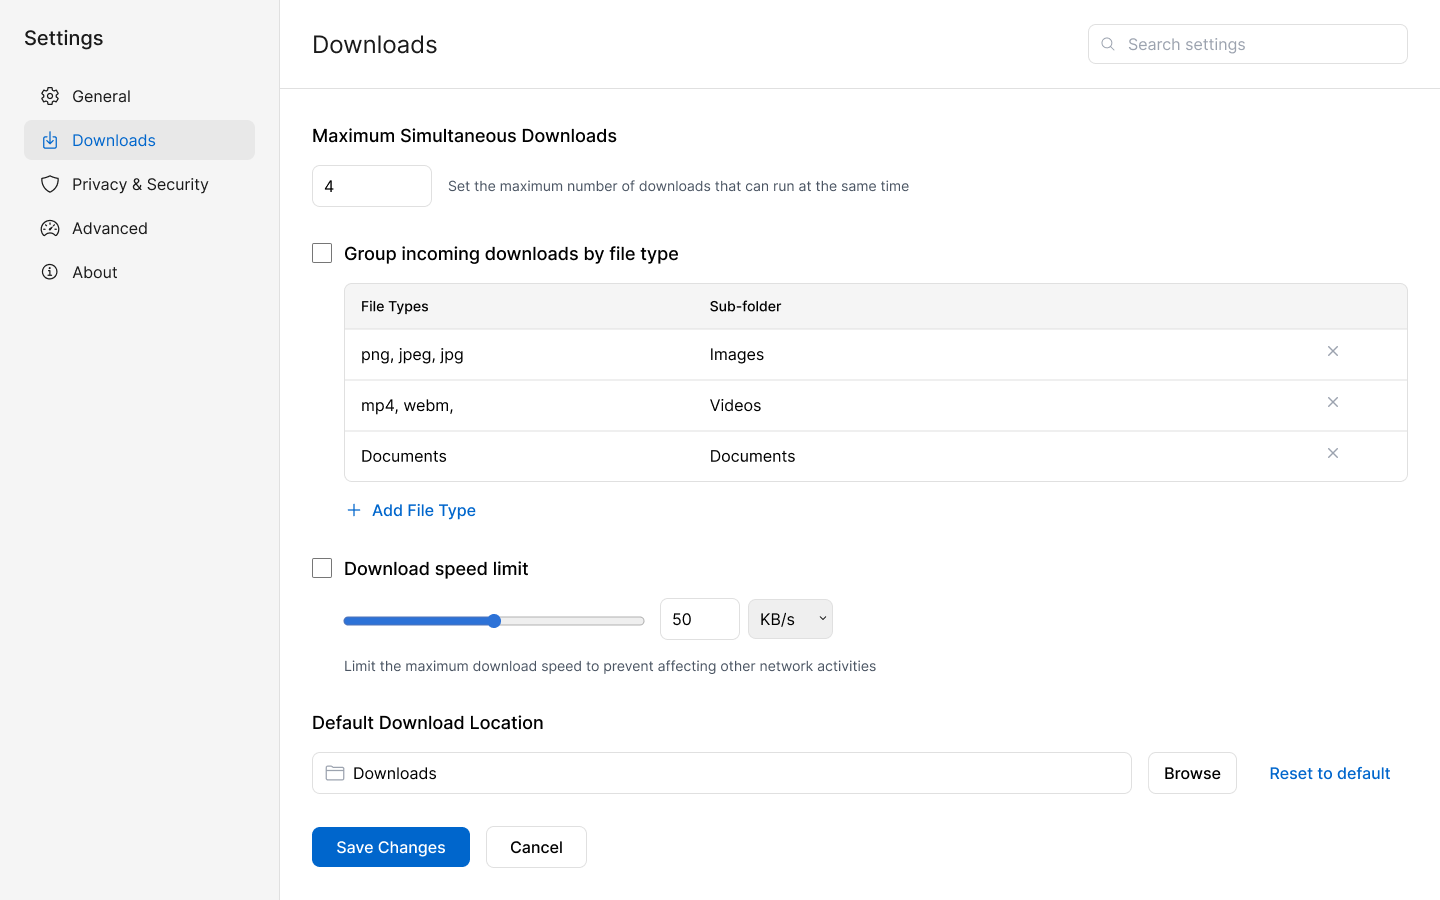 Settings
General
Downloads
Privacy & Security
Advanced
About
Downloads
Search settings
Maximum Simultaneous Downloads
4
Set the maximum number of downloads that can run at the same time
Group incoming downloads by file type
File Types Sub-folder
png, jpeg, jpg Images
mp4, webm, Videos
Documents Documents
Add File Type
Download speed limit
50 KB/s
Limit the maximum download speed to prevent affecting other network activities
Default Download Location
Downloads Browse Reset to default
Save Changes Cancel